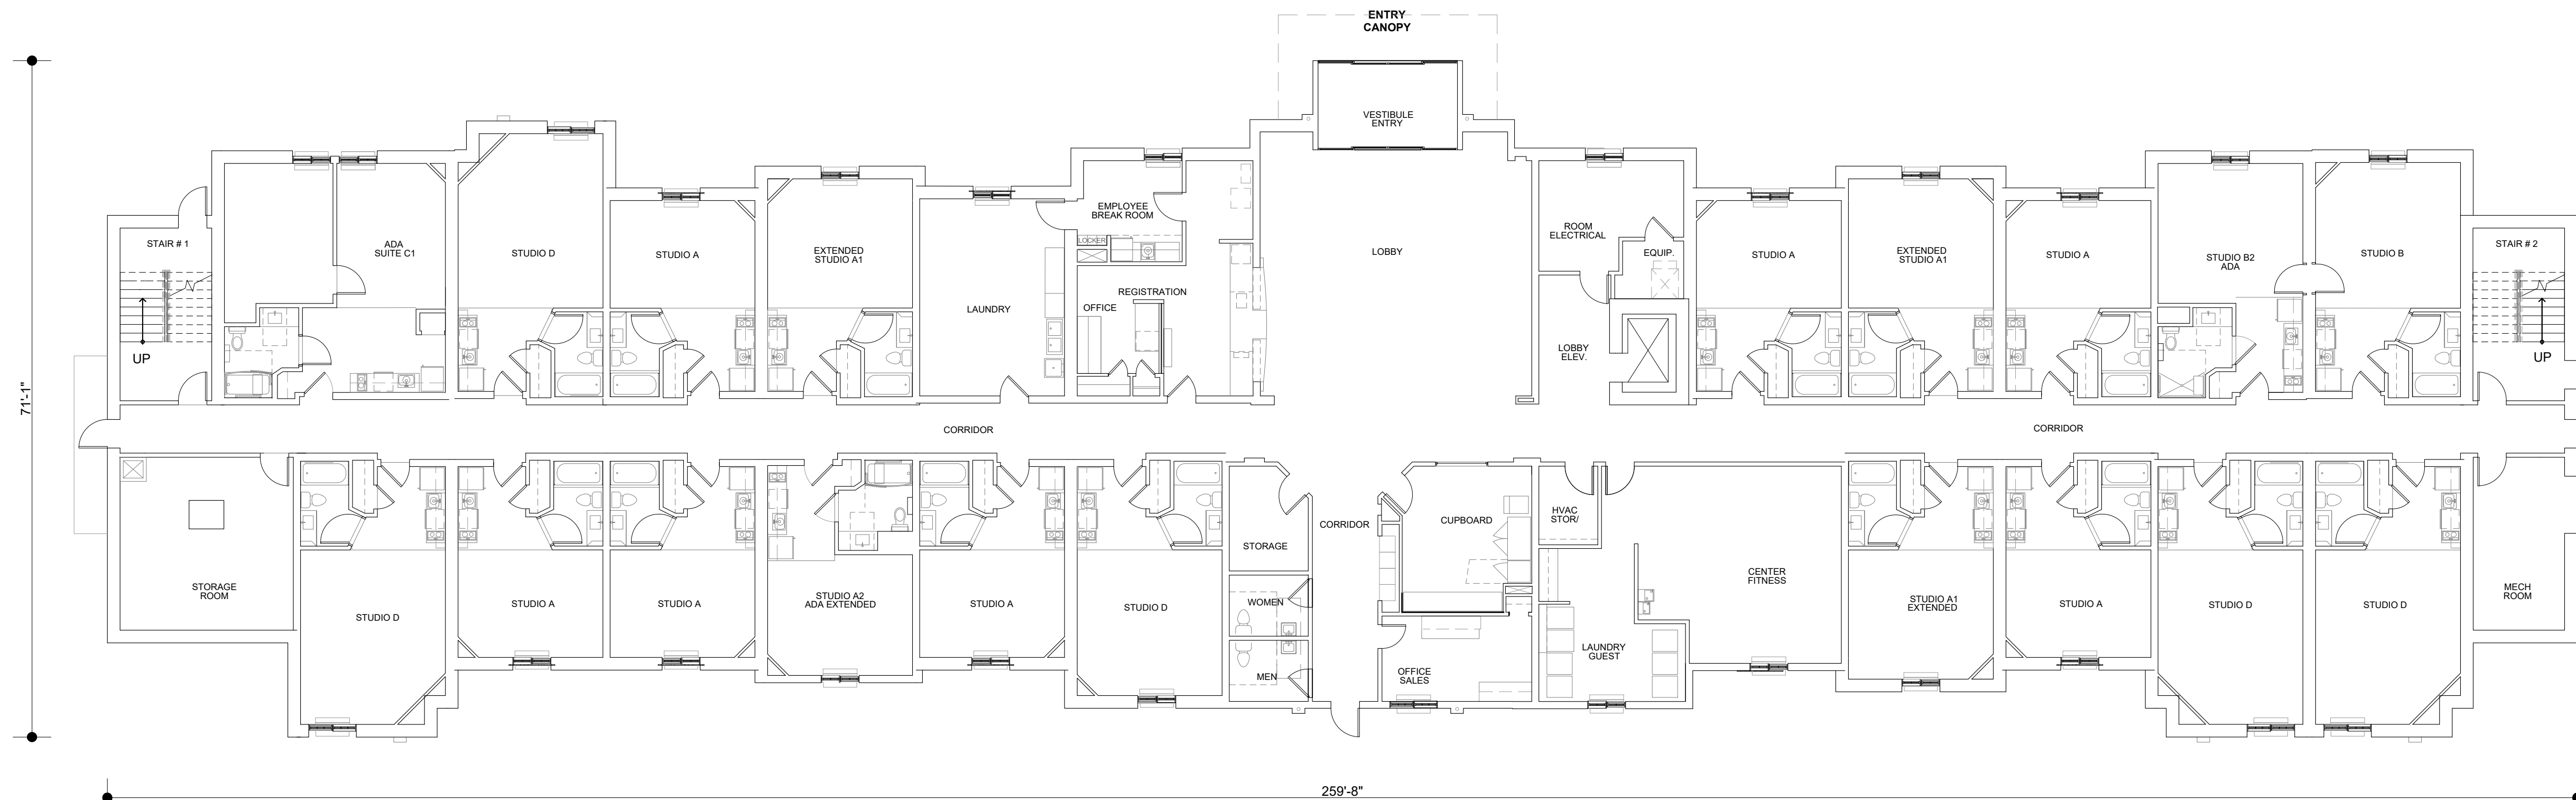 ENTRY
CANOPY
VESTIBULE
ENTRY
STAIR # 1
UP
ADA
SUITE C1
STUDIO D
STUDIO A
EXTENDED
STUDIO A1
LAUNDRY
EMPLOYEE
BREAK ROOM
LOCKER
REGISTRATION
OFFICE
LOBBY
ROOM
ELECTRICAL
EQUIP.
LOBBY
ELEV.
STUDIO A
EXTENDED
STUDIO A1
STUDIO A
STUDIO B2
ADA
STUDIO B
STAIR # 2
UP
71'-1"
CORRIDOR
CORRIDOR
STORAGE
ROOM
STUDIO D
STUDIO A
STUDIO A
STUDIO A2
ADA EXTENDED
STUDIO A
STUDIO D
STORAGE
WOMEN
MEN
CORRIDOR
CUPBOARD
OFFICE
SALES
HVAC
STOR/
LAUNDRY
GUEST
CENTER
FITNESS
STUDIO A1
EXTENDED
STUDIO A
STUDIO D
STUDIO D
MECH
ROOM
259'-8"